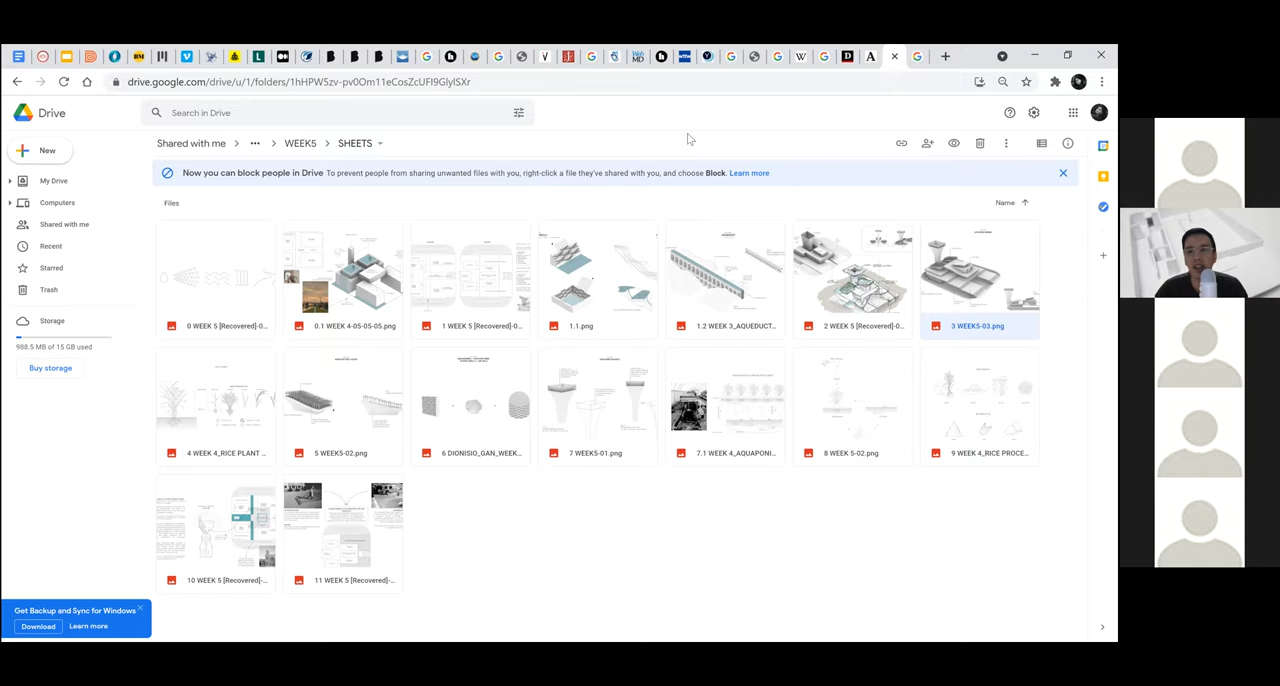 drive.google.com/drive/u/1/folders/1hHPW5zv-pv0Om11eCosZcUFI9GlyISXr
Drive
Search in Drive
New
Shared with me
WEEK5
SHEETS
Now you can block people in Drive To prevent people from sharing unwanted files with you, right-click a file they've shared with you, and choose Block. Learn more
My Drive
Computers
Shared with me
Recent
Starred
Trash
Storage
988.5 MB of 15 GB used
Buy storage
Files
Name
0 WEEK 5 [Recovered]-0...
0.1 WEEK 4-05-05-05.png
1 WEEK 5 [Recovered]-0...
1.1.png
1.2 WEEK 3_AQUEDUCT...
2 WEEK 5 [Recovered]-0...
3 WEEK5-03.png
4 WEEK 4_RICE PLANT ...
5 WEEK5-02.png
6 DIONISIO_GAN_WEEK...
7 WEEK5-01.png
7.1 WEEK 4_AQUAPONI...
8 WEEK 5-02.png
9 WEEK 4_RICE PROCE...
10 WEEK 5 [Recovered]-...
11 WEEK 5 [Recovered]-...
Get Backup and Sync for Windows
Download
Learn more